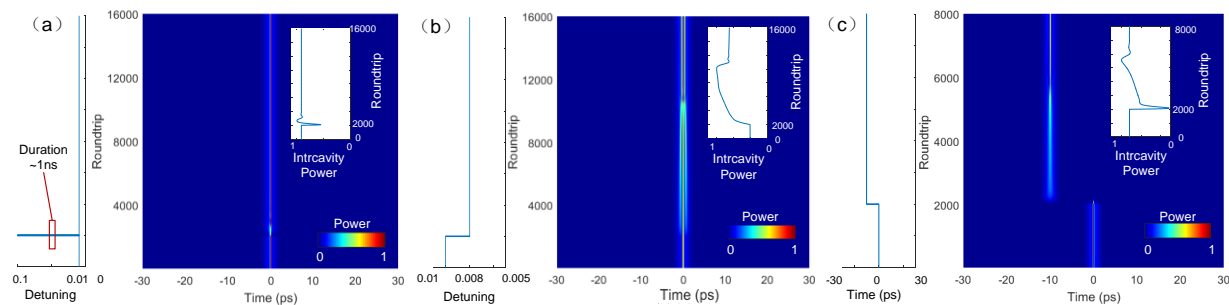 (a)
16000
12000
8000
4000
Roundtrip
Duration
~1ns
0.1
0.01
0
Detuning
16000
2000
0
Roundtrip
1
0
Intrcavity
Power
Power
0
1
-30
-20
-10
0
10
20
30
Time (ps)
(b)
16000
12000
8000
4000
Roundtrip
0.01
0.008
0.005
Detuning
16000
2000
0
Roundtrip
1
0
Intrcavity
Power
Power
0
1
-30
-20
-10
0
10
20
30
Time (ps)
(c)
8000
6000
4000
2000
Roundtrip
-30
0
30
Time (ps)
8000
2000
0
Roundtrip
1
0
Intrcavity
Power
Power
0
1
-30
-20
-10
0
10
20
30
Time (ps)